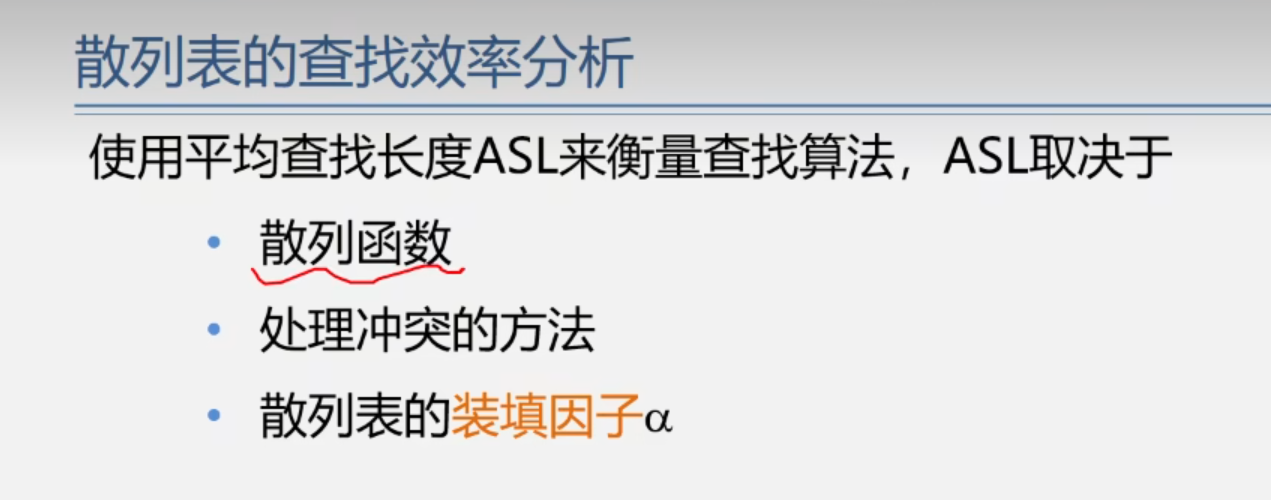 散列表的查找效率分析
使用平均查找长度ASL来衡量查找算法，ASL取决于
• 散列函数
• 处理冲突的方法
• 散列表的装填因子α